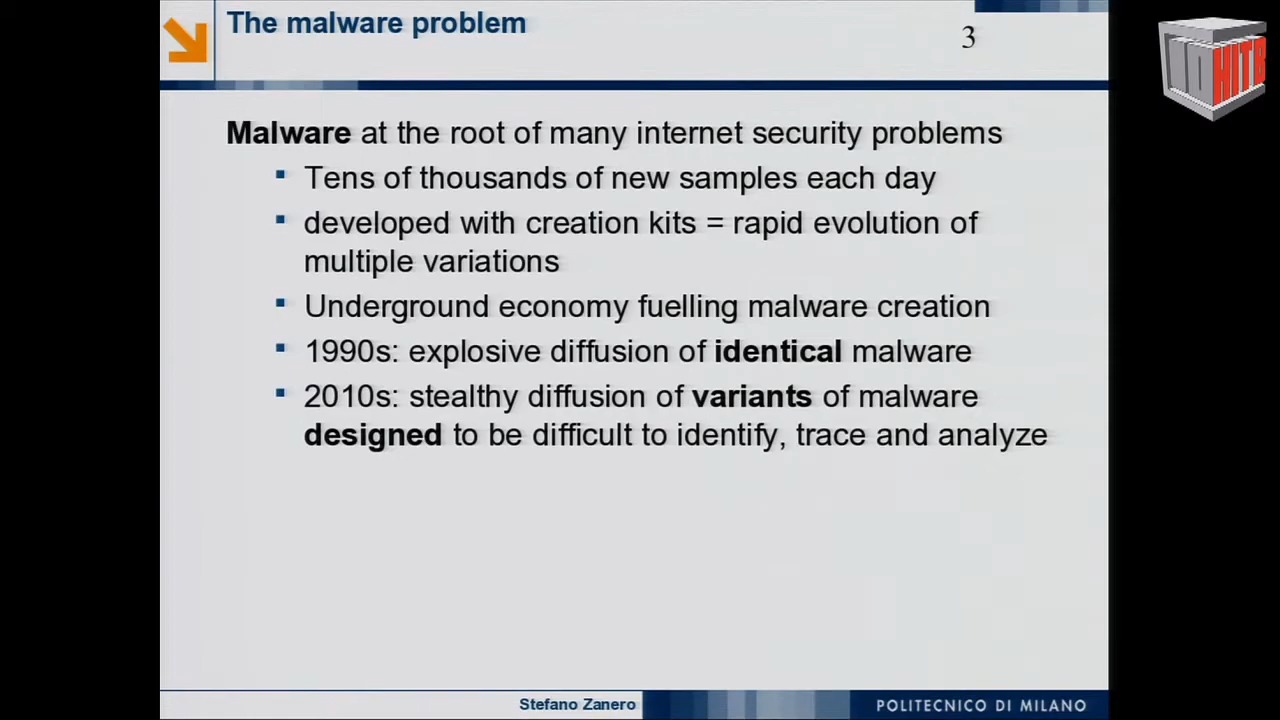 The malware problem
3
Malware at the root of many internet security problems
Tens of thousands of new samples each day
developed with creation kits = rapid evolution of
multiple variations
Underground economy fuelling malware creation
1990s: explosive diffusion of identical malware
2010s: stealthy diffusion of variants of malware
designed to be difficult to identify, trace and analyze
Stefano Zanero
POLITECNICO DI MILANO
HITB